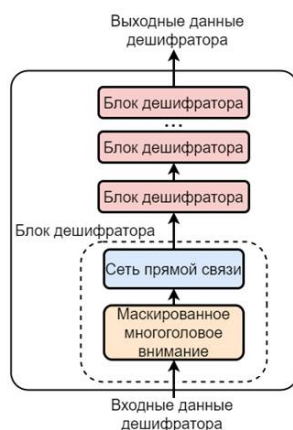 Выходные данные
дешифратора
Блок дешифратора
...
Блок дешифратора
Блок дешифратора
Блок дешифратора
Сеть прямой связи
Маскированное
многоголовое
внимание
Входные данные
дешифратора